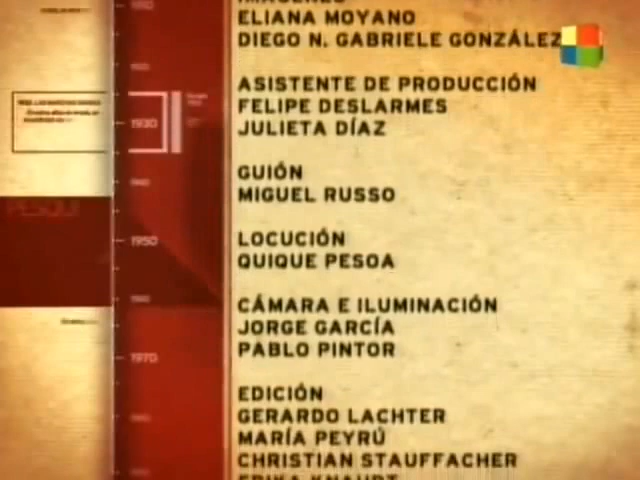 ELIANA MOYANO
DIEGO N. GABRIELE GONZÁLEZ
ASISTENTE DE PRODUCCIÓN
FELIPE DESLARMES
JULIETA DÍAZ
GUIÓN
MIGUEL RUSSO
LOCUCIÓN
QUIQUE PESOA
CÁMARA E ILUMINACIÓN
JORGE GARCÍA
PABLO PINTOR
EDICIÓN
GERARDO LACHTER
MARÍA PEYRÚ
CHRISTIAN STAUFFACHER
1930
1950
1970